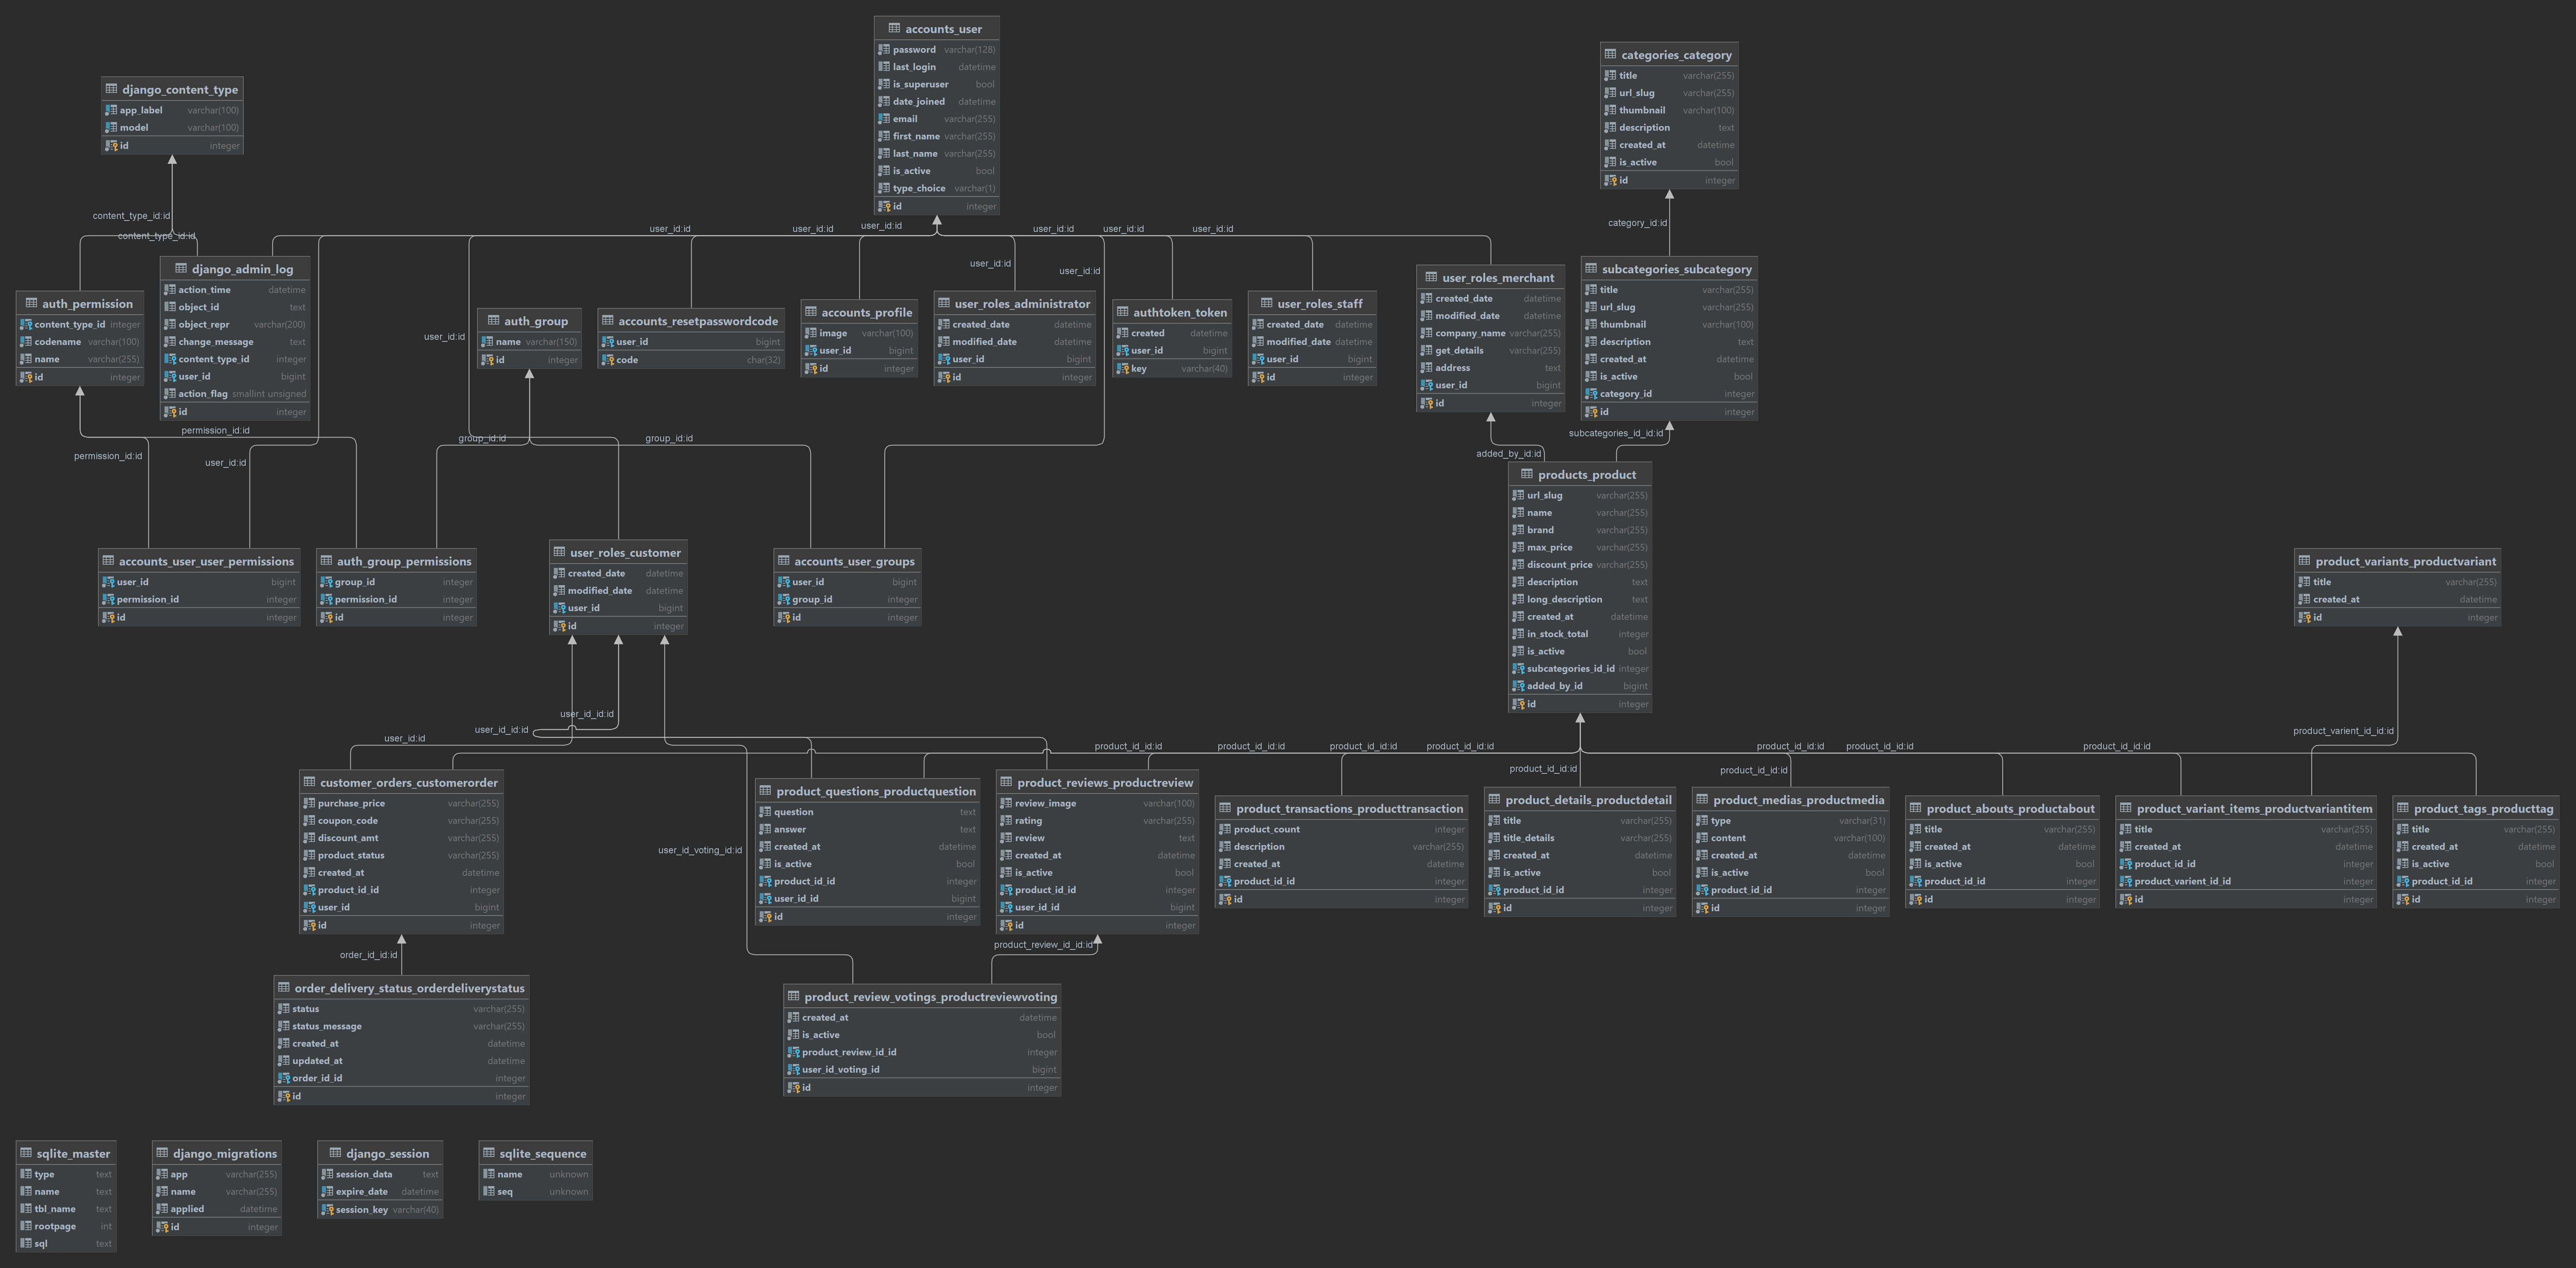 accounts_user
password varchar(128)
last_login datetime
is_superuser bool
date_joined datetime
email varchar(255)
first_name varchar(255)
last_name varchar(255)
is_active bool
type_choice varchar(1)
id integer
categories_category
title varchar(255)
url_slug varchar(255)
thumbnail varchar(100)
description text
created_at datetime
is_active bool
id integer
django_content_type
app_label varchar(100)
model varchar(100)
id integer
content_type_id:id
content_type_id:id
user_id:id
user_id:id
user_id:id
user_id:id
user_id:id
user_id:id
user_id:id
user_id:id
user_id:id
category_id:id
auth_permission
content_type_id integer
codename varchar(100)
name varchar(255)
id integer
django_admin_log
action_time datetime
object_id text
object_repr varchar(200)
change_message text
content_type_id integer
user_id bigint
action_flag smallint unsigned
id integer
auth_group
name varchar(150)
id integer
accounts_resetpasswordcode
user_id bigint
code char(32)
accounts_profile
image varchar(100)
user_id bigint
id integer
user_roles_administrator
created_date datetime
modified_date datetime
user_id bigint
id integer
authtoken_token
created datetime
user_id bigint
key varchar(40)
user_roles_staff
created_date datetime
modified_date datetime
user_id bigint
id integer
user_roles_merchant
created_date datetime
modified_date datetime
company_name varchar(255)
get_details varchar(255)
address text
user_id bigint
id integer
subcategories_subcategory
title varchar(255)
url_slug varchar(255)
thumbnail varchar(100)
description text
created_at datetime
is_active bool
category_id integer
id integer
permission_id:id
permission_id:id
user_id:id
group_id:id
group_id:id
added_by_id:id
subcategories_id_id:id
products_product
url_slug varchar(255)
name varchar(255)
brand varchar(255)
max_price varchar(255)
discount_price varchar(255)
description text
long_description text
created_at datetime
in_stock_total integer
is_active bool
subcategories_id_id integer
added_by_id bigint
id integer
accounts_user_user_permissions
user_id bigint
permission_id integer
id integer
auth_group_permissions
group_id integer
permission_id integer
id integer
user_roles_customer
created_date datetime
modified_date datetime
user_id bigint
id integer
accounts_user_groups
user_id bigint
group_id integer
id integer
product_variants_productvariant
title varchar(255)
created_at datetime
id integer
user_id:id
user_id_id:id
user_id_id:id
user_id_voting_id:id
product_id_id:id
product_id_id:id
product_id_id:id
product_id_id:id
product_id_id:id
product_id_id:id
product_id_id:id
product_id_id:id
product_id_id:id
product_varient_id_id:id
customer_orders_customerorder
purchase_price varchar(255)
coupon_code varchar(255)
discount_amt varchar(255)
product_status varchar(255)
created_at datetime
product_id_id integer
user_id bigint
id integer
product_questions_productquestion
question text
answer text
created_at datetime
is_active bool
product_id_id integer
user_id_id bigint
id integer
product_reviews_productreview
review_image varchar(100)
rating varchar(255)
review text
created_at datetime
is_active bool
product_id_id integer
user_id_id bigint
id integer
product_transactions_producttransaction
product_count integer
description varchar(255)
created_at datetime
product_id_id integer
id integer
product_details_productdetail
title varchar(255)
title_details varchar(255)
created_at datetime
is_active bool
product_id_id integer
id integer
product_medias_productmedia
type varchar(31)
content varchar(100)
created_at datetime
is_active bool
product_id_id integer
id integer
product_abouts_productabout
title varchar(255)
created_at datetime
is_active bool
product_id_id integer
id integer
product_variant_items_productvariantitem
title varchar(255)
created_at datetime
product_id_id integer
product_varient_id_id integer
id integer
product_tags_producttag
title varchar(255)
created_at datetime
is_active bool
product_id_id integer
id integer
order_id_id:id
product_review_id_id:id
order_delivery_status_orderdeliverystatus
status varchar(255)
status_message varchar(255)
created_at datetime
updated_at datetime
order_id_id integer
id integer
product_review_votings_productreviewvoting
created_at datetime
is_active bool
product_review_id_id integer
user_id_voting_id bigint
id integer
sqlite_master
type text
name text
tbl_name text
rootpage int
sql text
django_migrations
app varchar(255)
name varchar(255)
applied datetime
id integer
django_session
session_data text
expire_date datetime
session_key varchar(40)
sqlite_sequence
name unknown
seq unknown